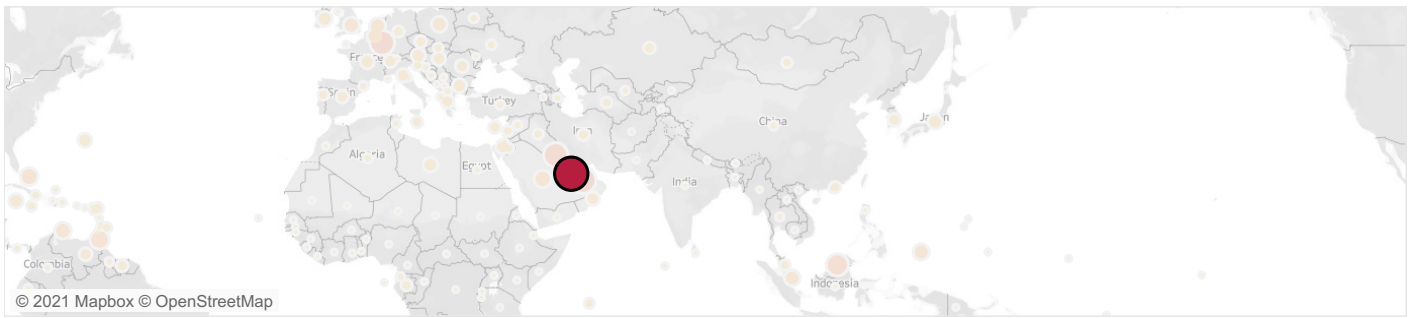 France
Spain
Turkey
Algeria
Egypt
Iran
China
Japan
India
Colombia
Indonesia
© 2021 Mapbox © OpenStreetMap